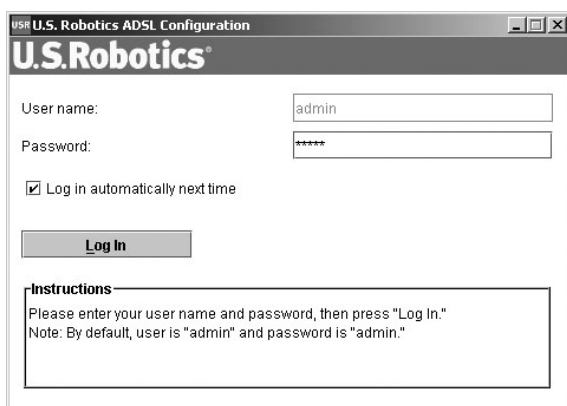 USR U.S. Robotics ADSL Configuration
U.S.Robotics®
User name: admin
Password: *****
Log in automatically next time
Log In
Instructions
Please enter your user name and password, then press "Log In."
Note: By default, user is "admin" and password is "admin."